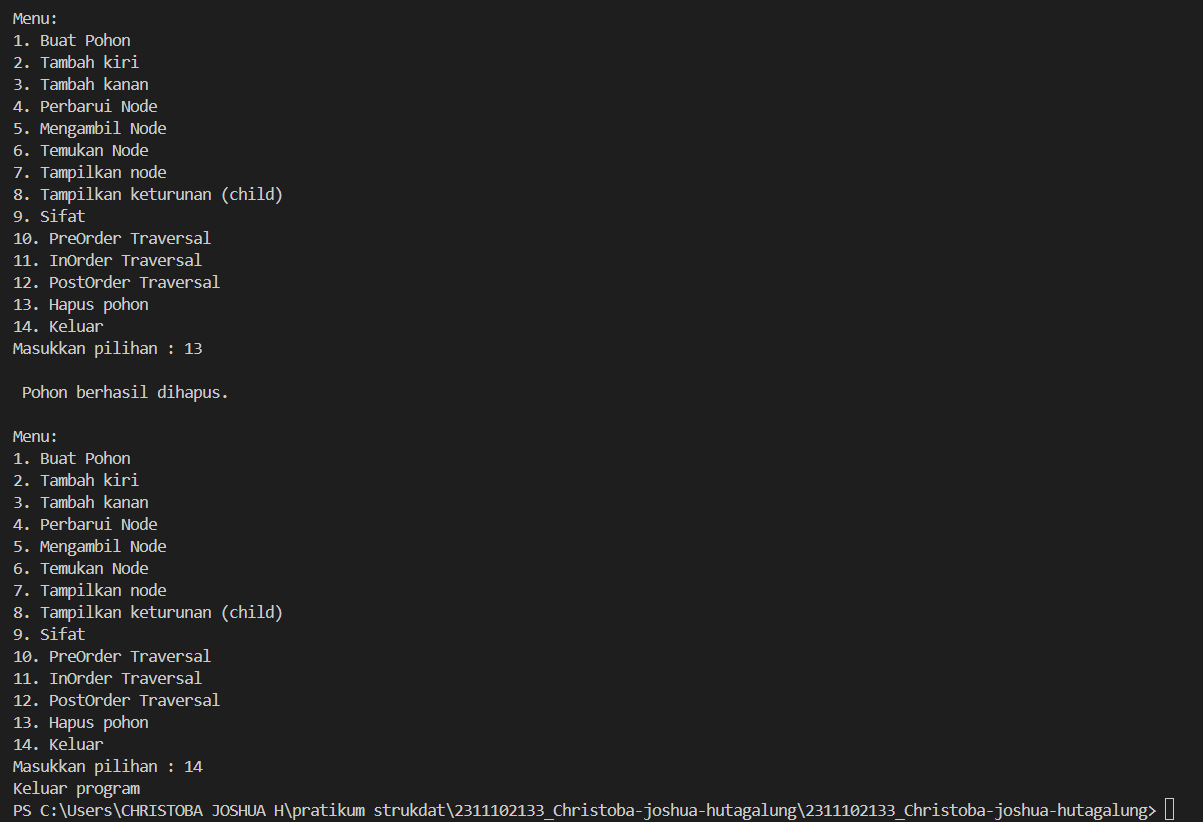 Menu:
1. Buat Pohon
2. Tambah kiri
3. Tambah kanan
4. Perbarui Node
5. Mengambil Node
6. Temukan Node
7. Tampilkan node
8. Tampilkan keturunan (child)
9. Sifat
10. PreOrder Traversal
11. InOrder Traversal
12. PostOrder Traversal
13. Hapus pohon
14. Keluar
Masukkan pilihan : 13
Pohon berhasil dihapus.
Menu:
1. Buat Pohon
2. Tambah kiri
3. Tambah kanan
4. Perbarui Node
5. Mengambil Node
6. Temukan Node
7. Tampilkan node
8. Tampilkan keturunan (child)
9. Sifat
10. PreOrder Traversal
11. InOrder Traversal
12. PostOrder Traversal
13. Hapus pohon
14. Keluar
Masukkan pilihan : 14
Keluar program
PS C:\Users\CHRISTOBA JOSHUA H\pratikum strukdat\2311102133_Christoba-joshua-hutagalung\2311102133_Christoba-joshua-hutagalung>